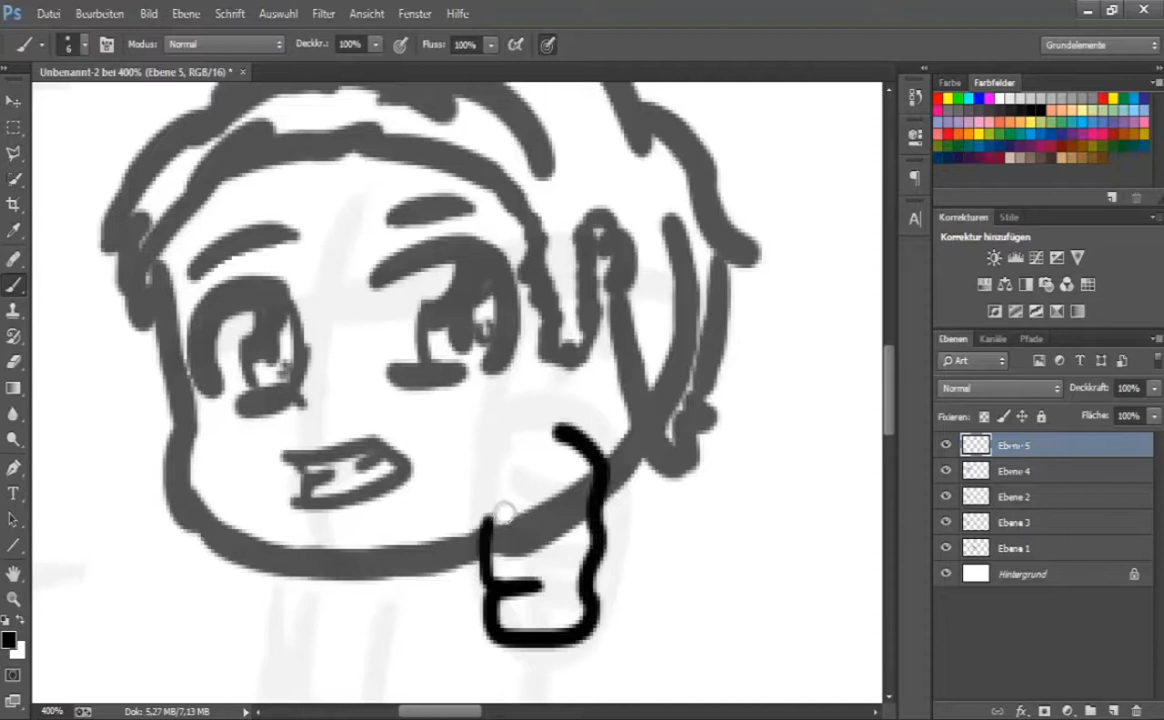 Ps Datei Bearbeiten Bild Ebene Schrift Auswahl Filter Ansicht Fenster Hilfe
6 Modus: Normal Deckkr.: 100% Fluss: 100% Grundelemente
Unbenannt-2 bei 400% (Ebene 5, RGB/16) *
Farbe Farbfelder
Korrekturen Stile
Korrektur hinzufügen
Ebenen Kanäle Pfade
Art
Normal Deckkraft: 100%
Fixieren: Fläche: 100%
Ebene 5
Ebene 4
Ebene 2
Ebene 3
Ebene 1
Hintergrund
400% Dok: 5,27 MB/7,13 MB